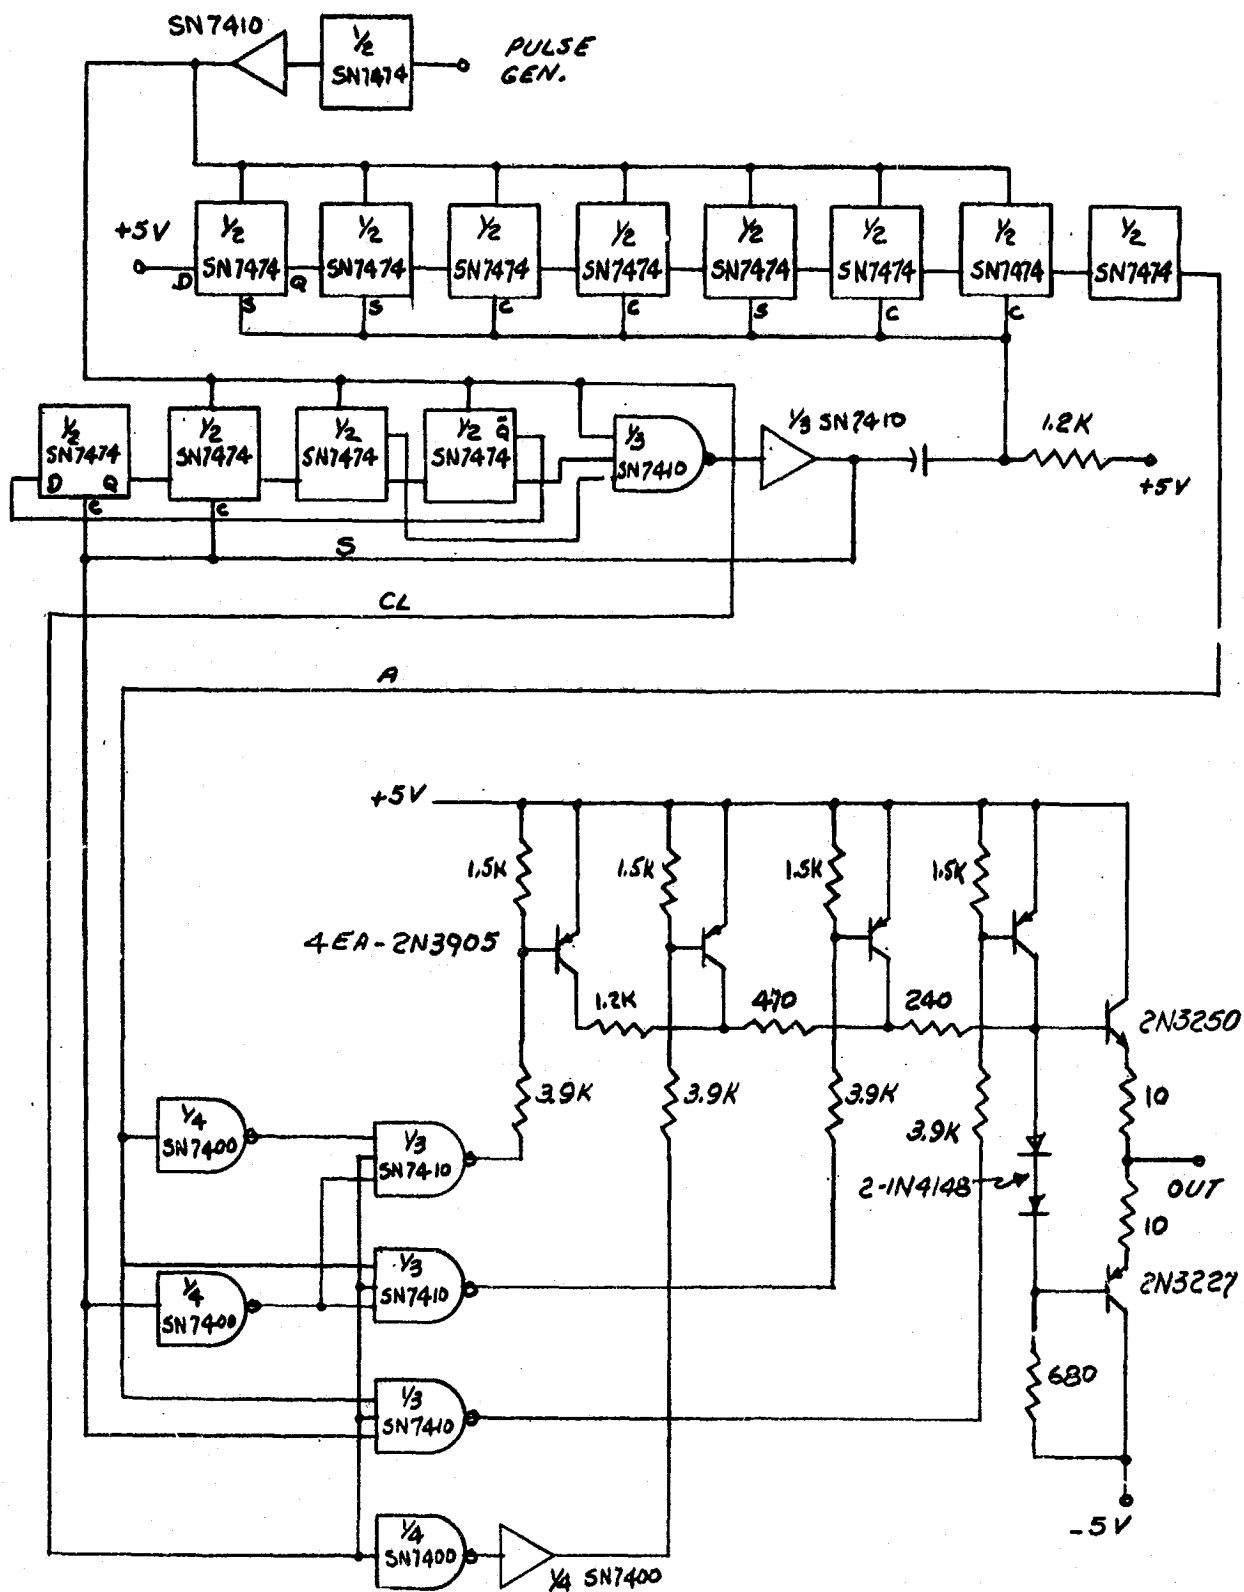 SN7410
1/2
SN7474
PULSE
GEN.
+5V
D
1/2
SN7474
Q
S
1/2
SN7474
S
1/2
SN7474
C
1/2
SN7474
C
1/2
SN7474
S
1/2
SN7474
C
1/2
SN7474
C
1/2
SN7474
1/2
SN7474
D Q
C
1/2
SN7474
C
1/2
SN7474
1/2 Q̄
SN7474
1/3
SN7410
1/3 SN7410
1.2K
+5V
S
CL
A
+5V
1.5K
1.5K
1.5K
1.5K
4EA-2N3905
1.2K
470
240
2N3250
3.9K
3.9K
3.9K
3.9K
10
1/4
SN7400
1/3
SN7410
2-1N4148
OUT
10
1/4
SN7400
1/3
SN7410
2N3227
1/3
SN7410
680
1/4
SN7400
1/4 SN7400
-5V